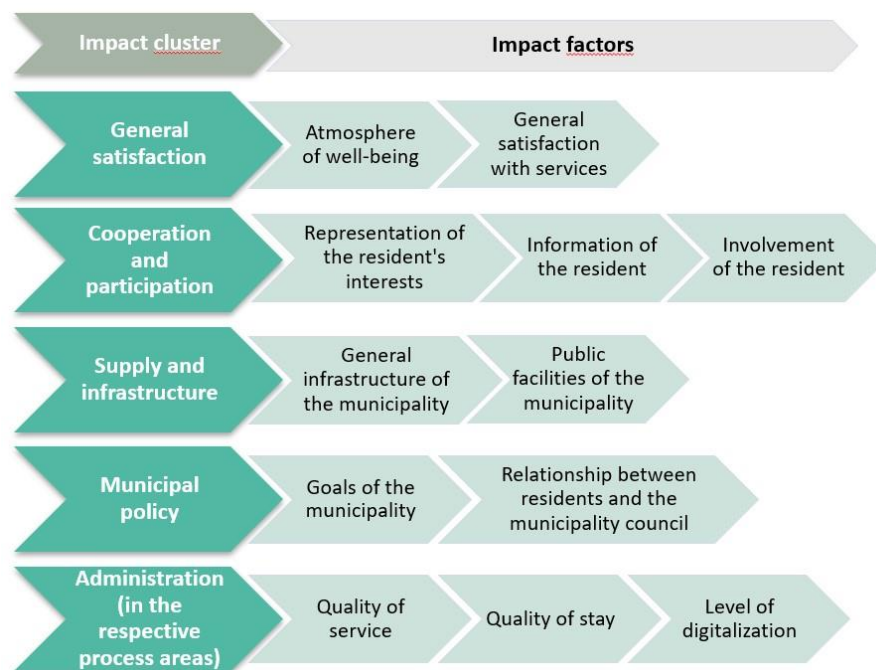 Impact cluster
Impact factors
General
satisfaction
Atmosphere
of well-being
General
satisfaction
with services
Cooperation
and
participation
Representation of
the resident's
interests
Information of
the resident
Involvement
of the resident
Supply and
infrastructure
General
infrastructure of
the municipality
Public
facilities of the
municipality
Municipal
policy
Goals of the
municipality
Relationship between
residents and the
municipality council
Administration
(in the
respective
process areas)
Quality of
service
Quality of stay
Level of
digitalization